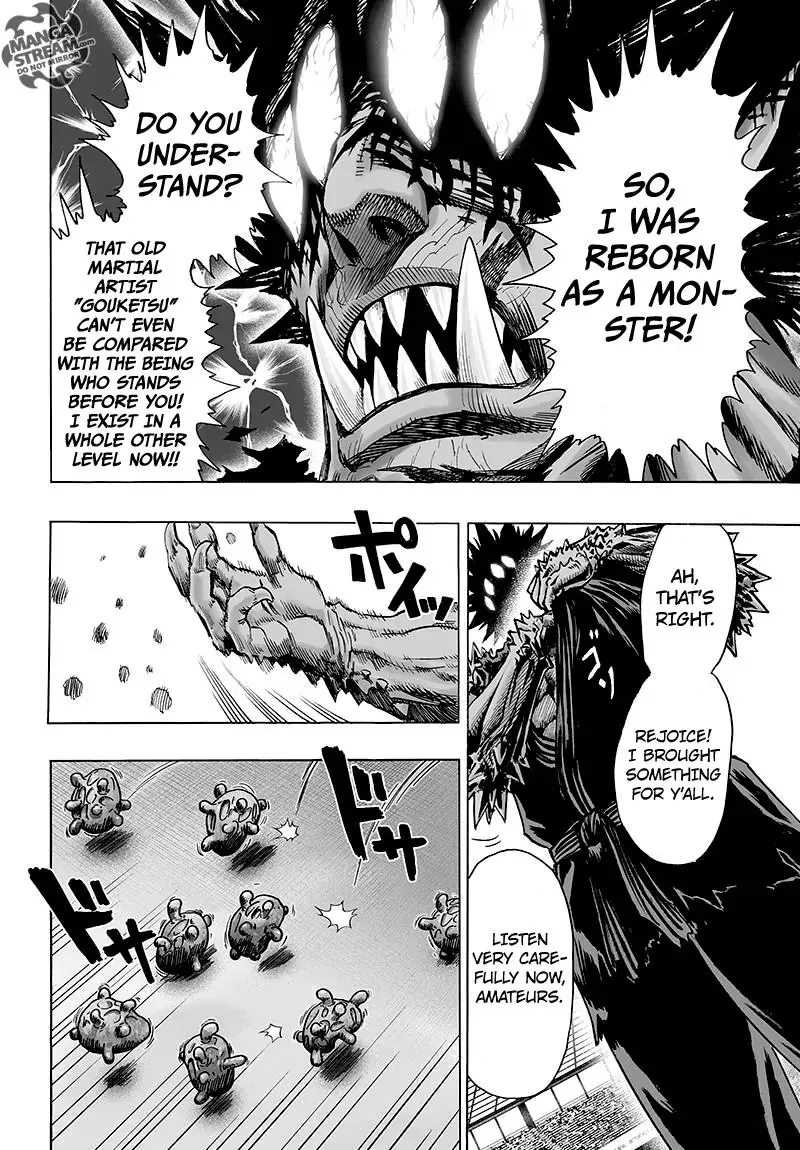 MANGA
STREAM.COM
DO NOT MIRROR
SO,
I WAS
REBORN
AS A MON-
STER!
DO YOU
UNDER-
STAND?
THAT OLD
MARTIAL
ARTIST
"GOUKETSU"
CAN'T EVEN
BE COMPARED
WITH THE BEING
WHO STANDS
BEFORE YOU!
I EXIST IN A
WHOLE OTHER
LEVEL NOW!!
AH,
THAT'S
RIGHT.
REJOICE!
I BROUGHT
SOMETHING
FOR Y'ALL.
ゴソ
LISTEN
VERY CARE-
FULLY NOW,
AMATEURS.
ポイッ
ドサ
ドサ